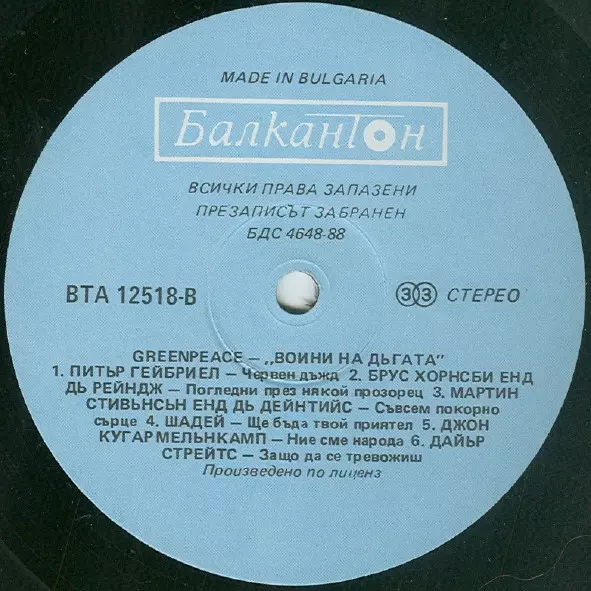 MADE IN BULGARIA
БалканТон
ВСИЧКИ ПРАВА ЗАПАЗЕНИ
ПРЕЗАПИСЪТ ЗАБРАНЕН
БДС 4648-88
ВТА 12518-В
33 СТЕРЕО
GREENPEACE – „ВОИНИ НА ДЪГАТА"
1. ПИТЪР ГЕЙБРИЕЛ – Червен дъжд 2. БРУС ХОРНСБИ ЕНД
ДЬ РЕЙНДЖ – Погледни през някой прозорец 3. МАРТИН
СТИВЪНСЪН ЕНД ДЬ ДЕЙНТИЙС – Съвсем покорно
сърце 4. ШАДЕЙ – Ще бъда твой приятел 5. ДЖОН
КУГАР МЕЛЪНКАМП – Ние сме народа 6. ДАЙЪР
СТРЕЙТС – Защо да се тревожиш
Произведено по лиценз